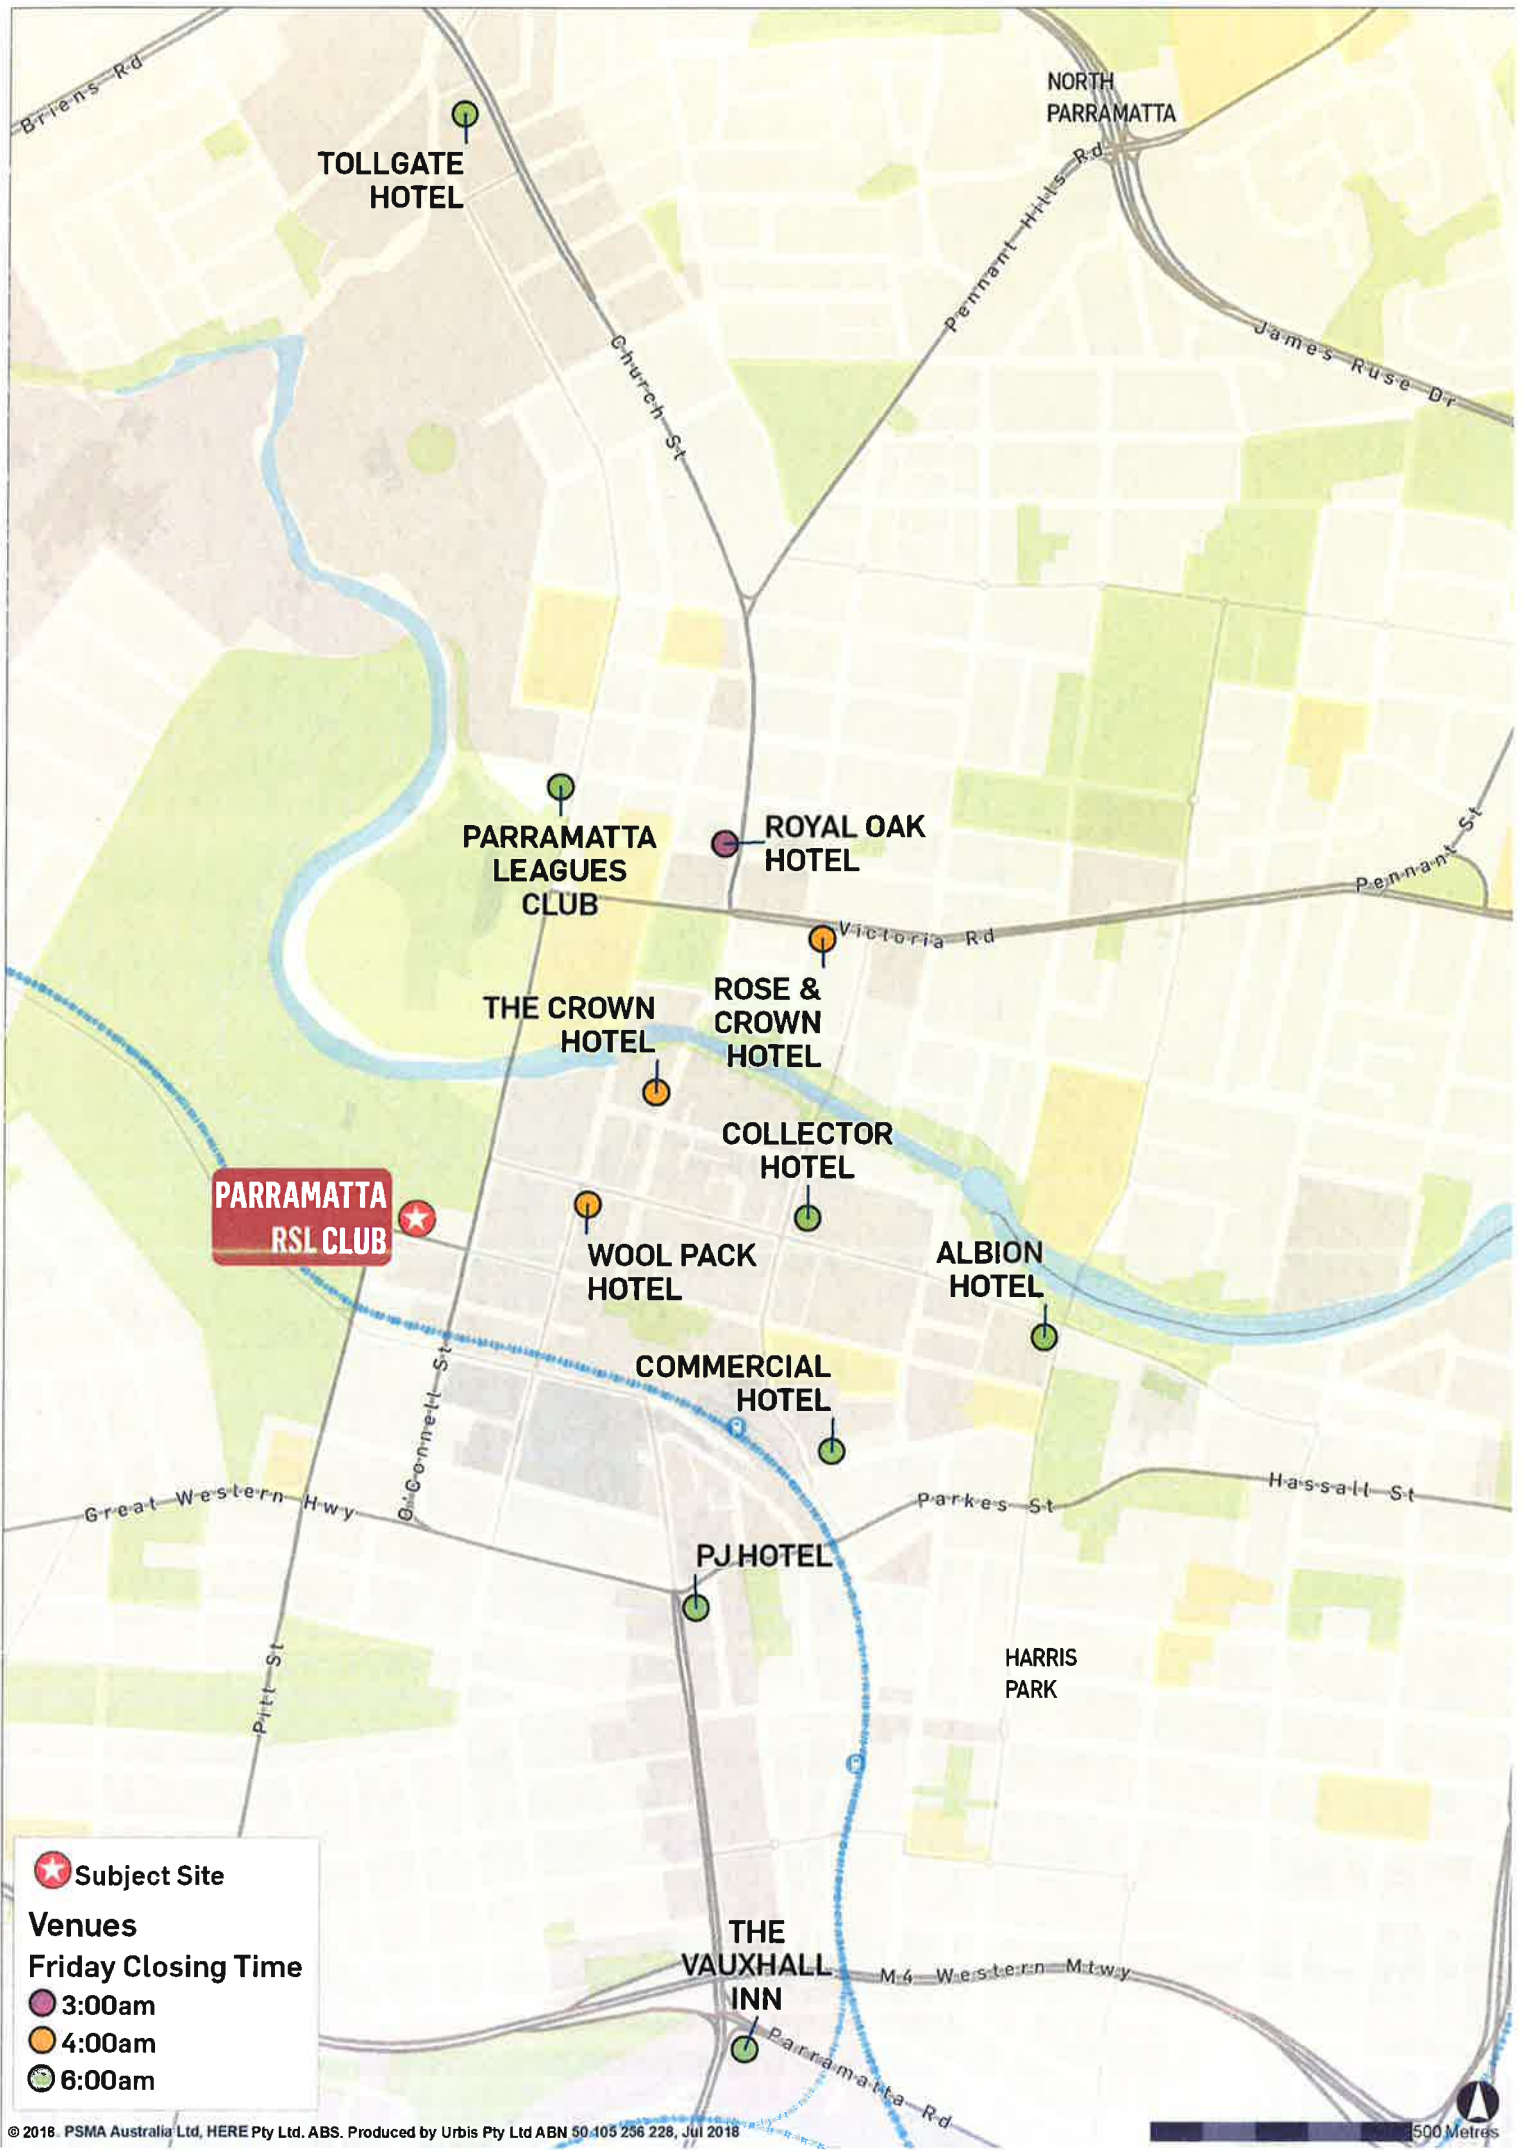 Briens Rd
NORTH
PARRAMATTA
TOLLGATE
HOTEL
Pennant Hills Rd
Church St
James Ruse Dr
PARRAMATTA
LEAGUES
CLUB
ROYAL OAK
HOTEL
Pennant St
Victoria Rd
ROSE &
CROWN
HOTEL
THE CROWN
HOTEL
COLLECTOR
HOTEL
PARRAMATTA
RSL CLUB
WOOL PACK
HOTEL
ALBION
HOTEL
COMMERCIAL
HOTEL
O'Connell St
Great Western Hwy
Parkes St
Hassall St
PJ HOTEL
HARRIS
PARK
Pitt St
Subject Site
Venues
Friday Closing Time
3:00am
4:00am
6:00am
THE
VAUXHALL
INN
M4 Western Mtwy
Parramatta Rd
© 2018. PSMA Australia Ltd, HERE Pty Ltd. ABS. Produced by Urbis Pty Ltd ABN 50 105 256 228, Jul 2018
500 Metres